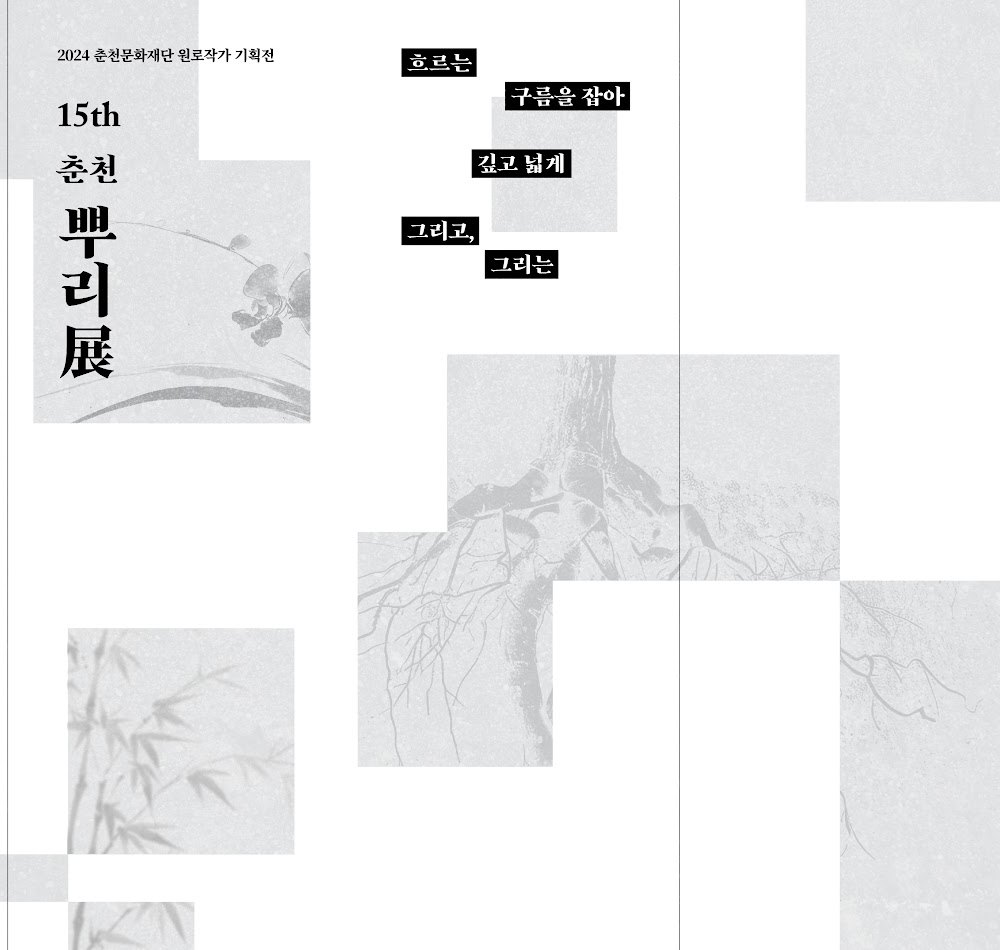 2024 춘천문화재단 원로작가 기획전
15th
춘천
뿌리展
흐르는
구름을 잡아
깊고 넓게
그리고,
그리는